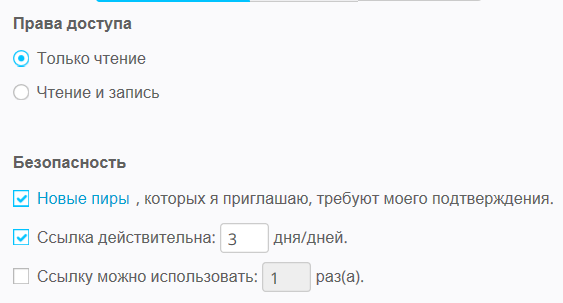 Права доступа
Только чтение
Чтение и запись
Безопасность
Новые пиры , которых я приглашаю, требуют моего подтверждения.
Ссылка действительна: 3 дня/дней.
Ссылку можно использовать: 1 раз(а).